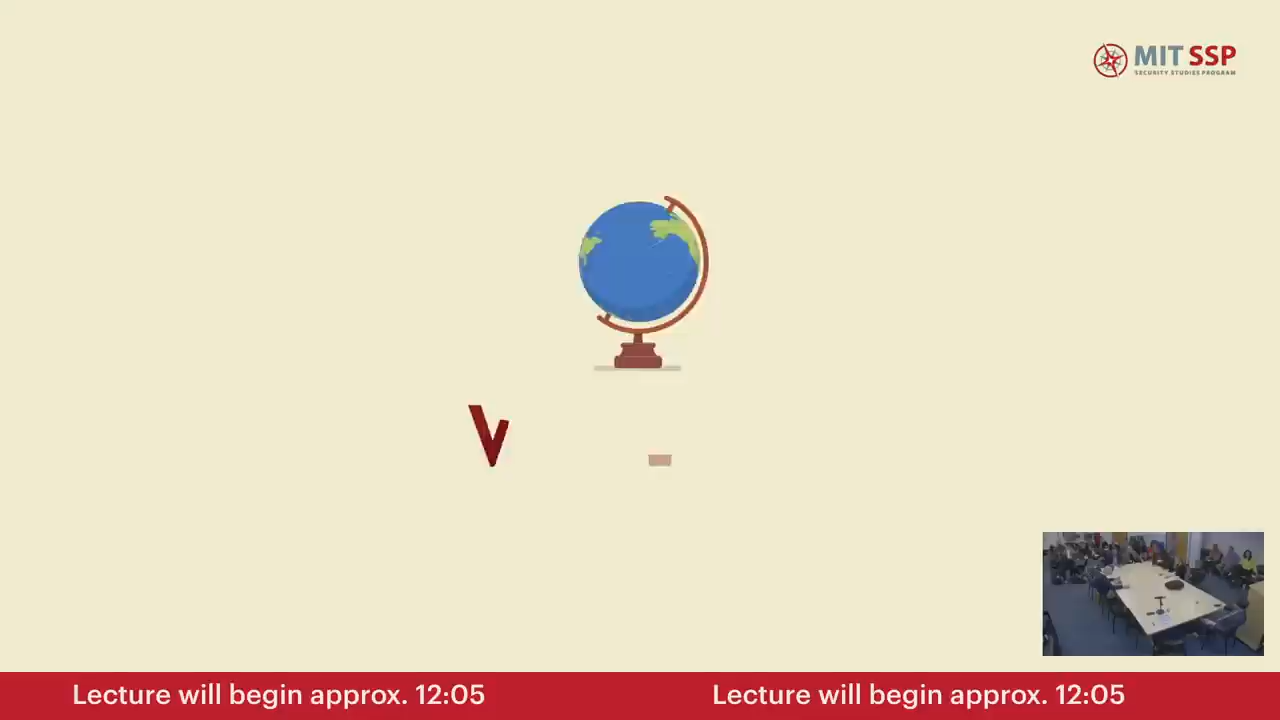 MIT SSP
SECURITY STUDIES PROGRAM
V
Lecture will begin approx. 12:05
Lecture will begin approx. 12:05